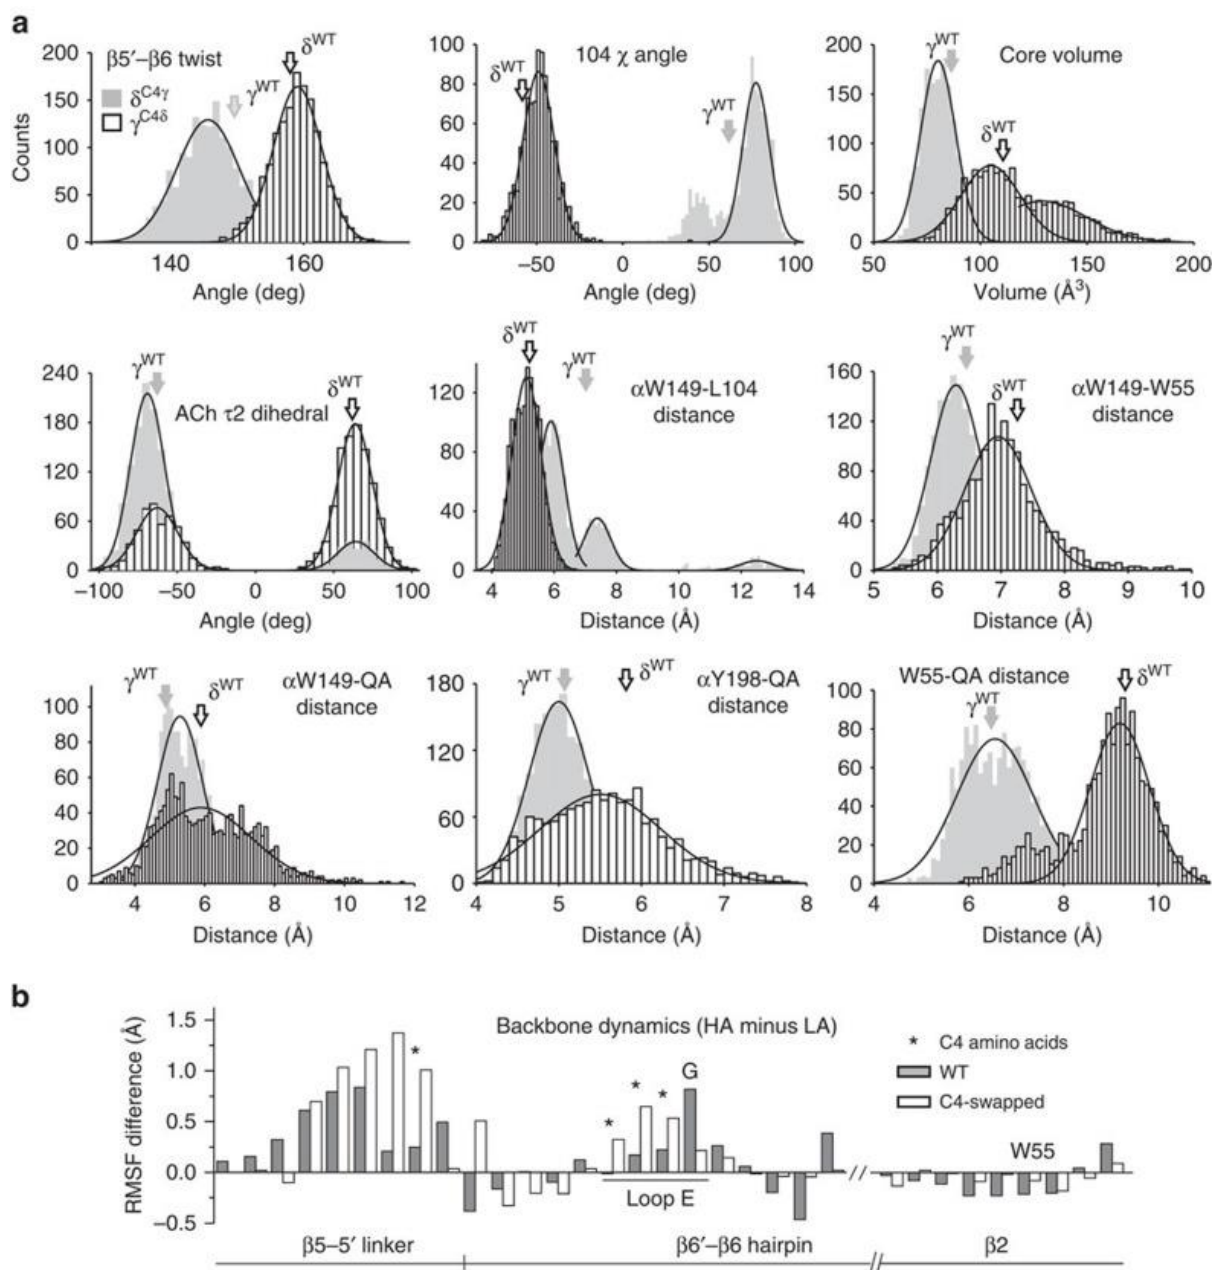 a
β5′–β6 twist
δC4γ
γC4δ
γWT
δWT
200
150
100
50
0
Counts
140
160
Angle (deg)
104 χ angle
δWT
γWT
100
80
60
40
20
0
−50
0
50
100
Angle (deg)
Core volume
γWT
δWT
200
150
100
50
0
50
100
150
200
Volume (Å3)
γWT
δWT
ACh τ2 dihedral
240
180
120
60
0
−100
−50
0
50
100
Angle (deg)
δWT
γWT
αW149-L104
distance
120
80
40
0
4
6
8
10
12
14
Distance (Å)
γWT
δWT
αW149-W55
distance
160
120
80
40
0
5
6
7
8
9
10
Distance (Å)
γWT
δWT
αW149-QA
distance
100
80
60
40
20
0
4
6
8
10
12
Distance (Å)
γWT
δWT
αY198-QA
distance
180
120
60
0
4
5
6
7
8
Distance (Å)
W55-QA distance
γWT
δWT
100
80
60
40
20
0
4
6
8
10
Distance (Å)
b
Backbone dynamics (HA minus LA)
* C4 amino acids
WT
C4-swapped
RMSF difference (Å)
1.5
1.0
0.5
0.0
−0.5
*
* * *
G
Loop E
W55
//
β5–5′ linker
β6′–β6 hairpin
//
β2